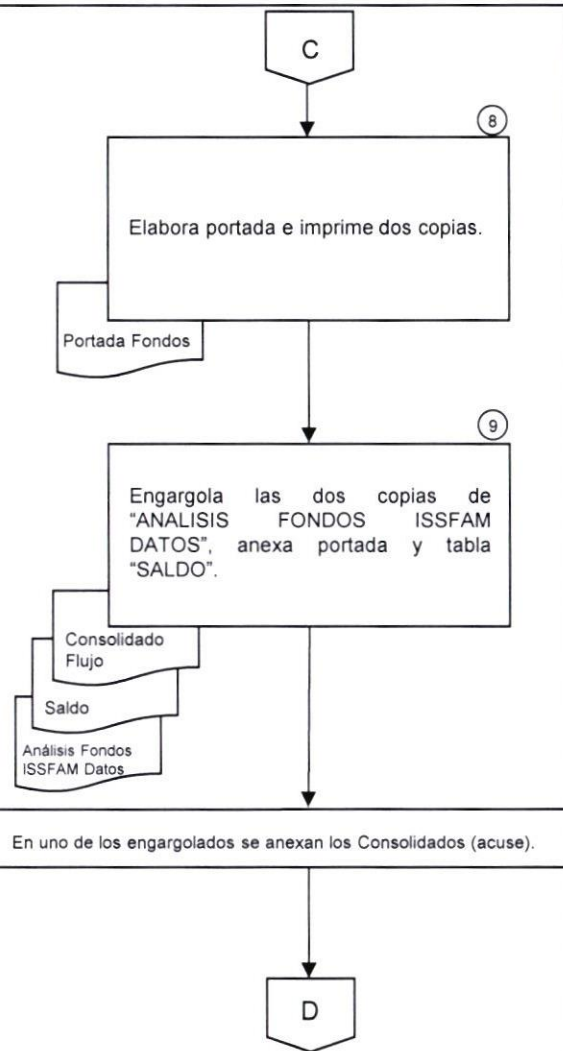 C
8
Elabora portada e imprime dos copias.
Portada Fondos
9
Engargola las dos copias de
“ANALISIS FONDOS ISSFAM
DATOS”, anexa portada y tabla
“SALDO”.
Consolidado
Flujo
Saldo
Análisis Fondos
ISSFAM Datos
En uno de los engargolados se anexan los Consolidados (acuse).
D